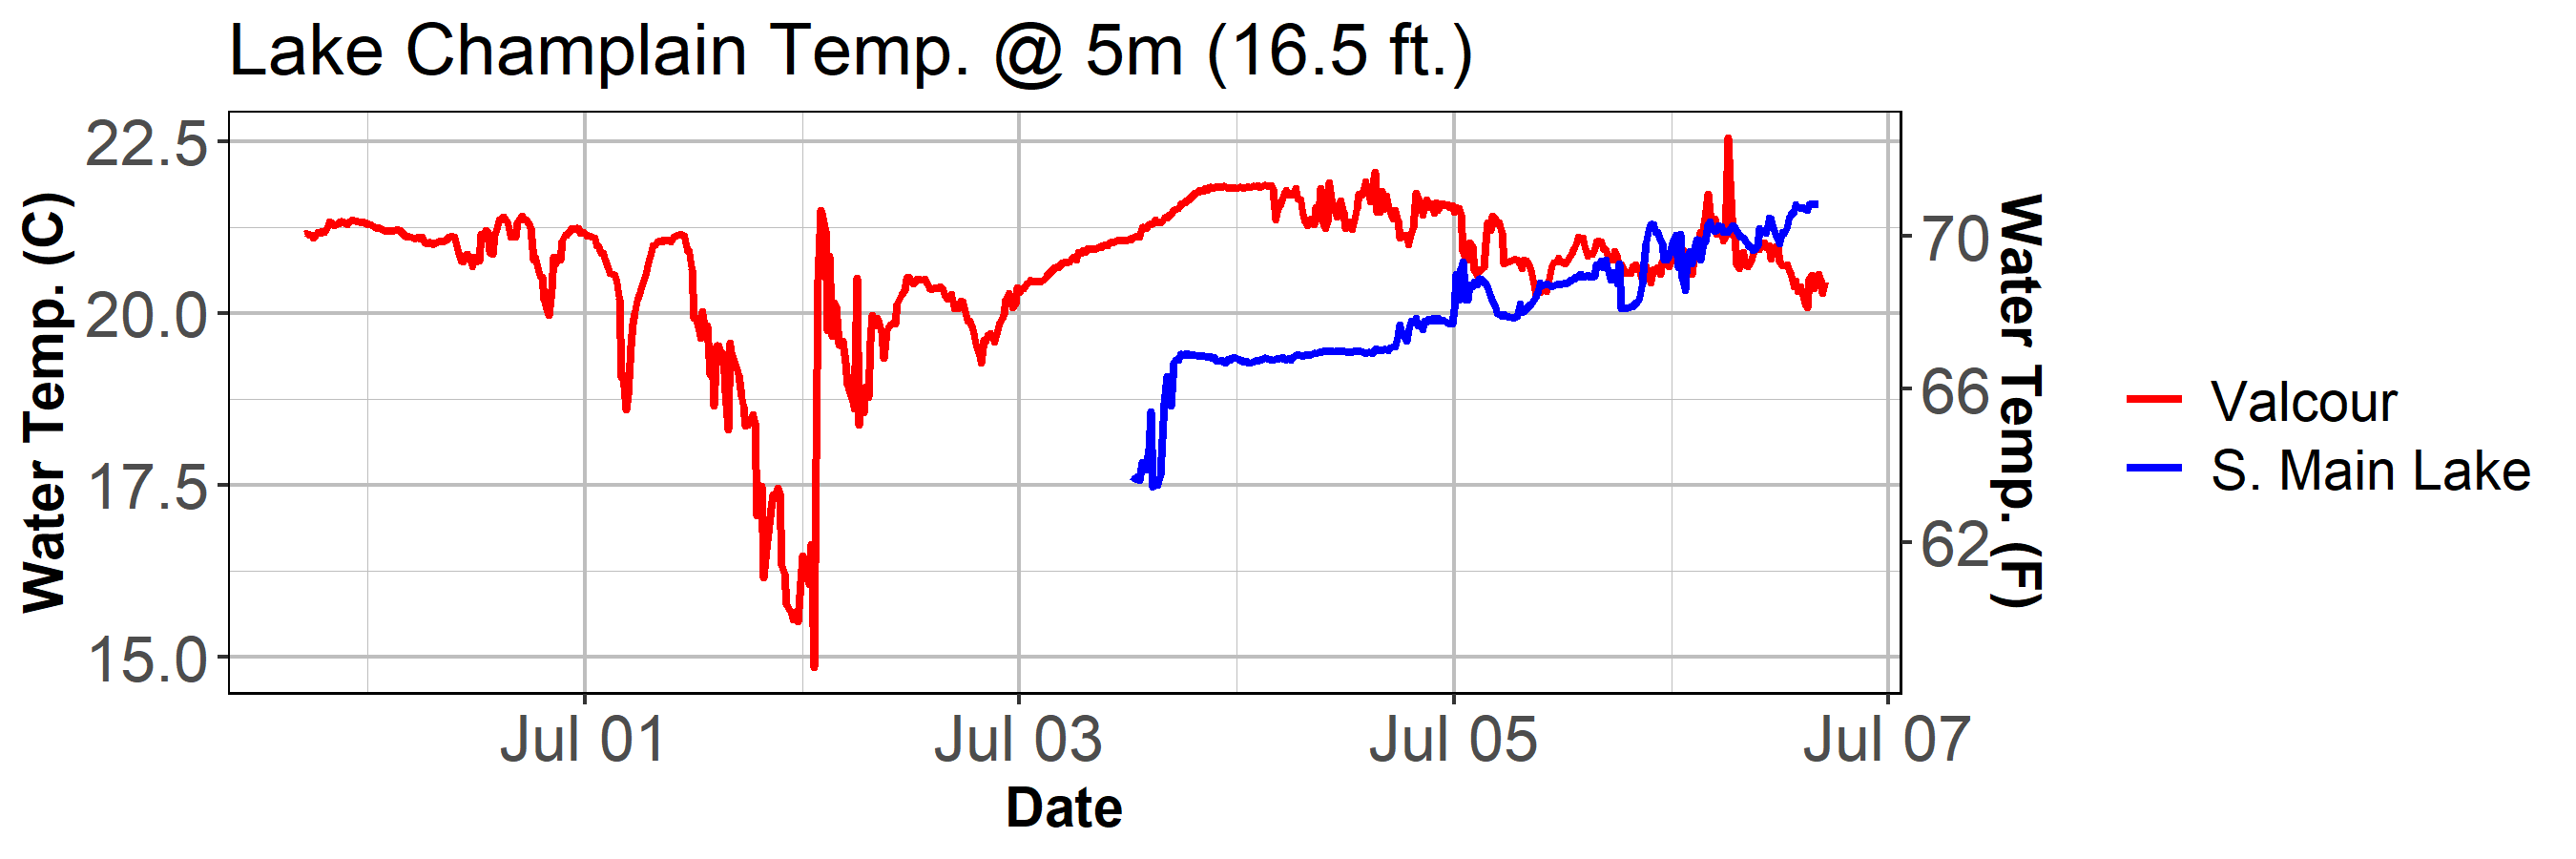 Lake Champlain Temp. @ 5m (16.5 ft.)
Water Temp. (C)
22.5
20.0
17.5
15.0
Jul 01
Jul 03
Jul 05
Jul 07
Date
70
66
62
Water Temp. (F)
Valcour
S. Main Lake